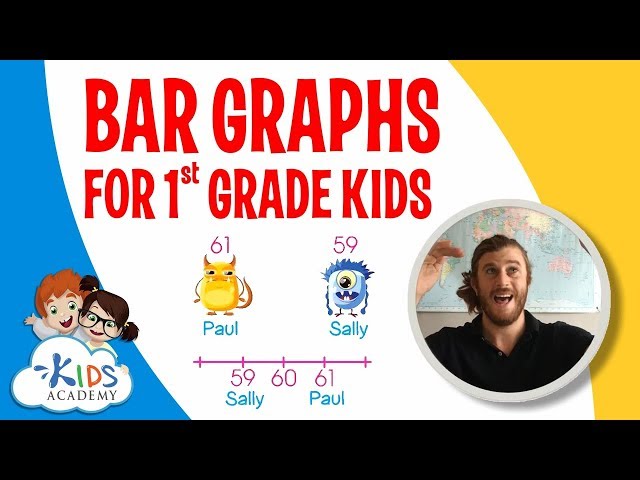 BAR GRAPHS
FOR 1st GRADE KIDS
61 59
Paul Sally
59 60 61
Sally Paul
KIDS
ACADEMY